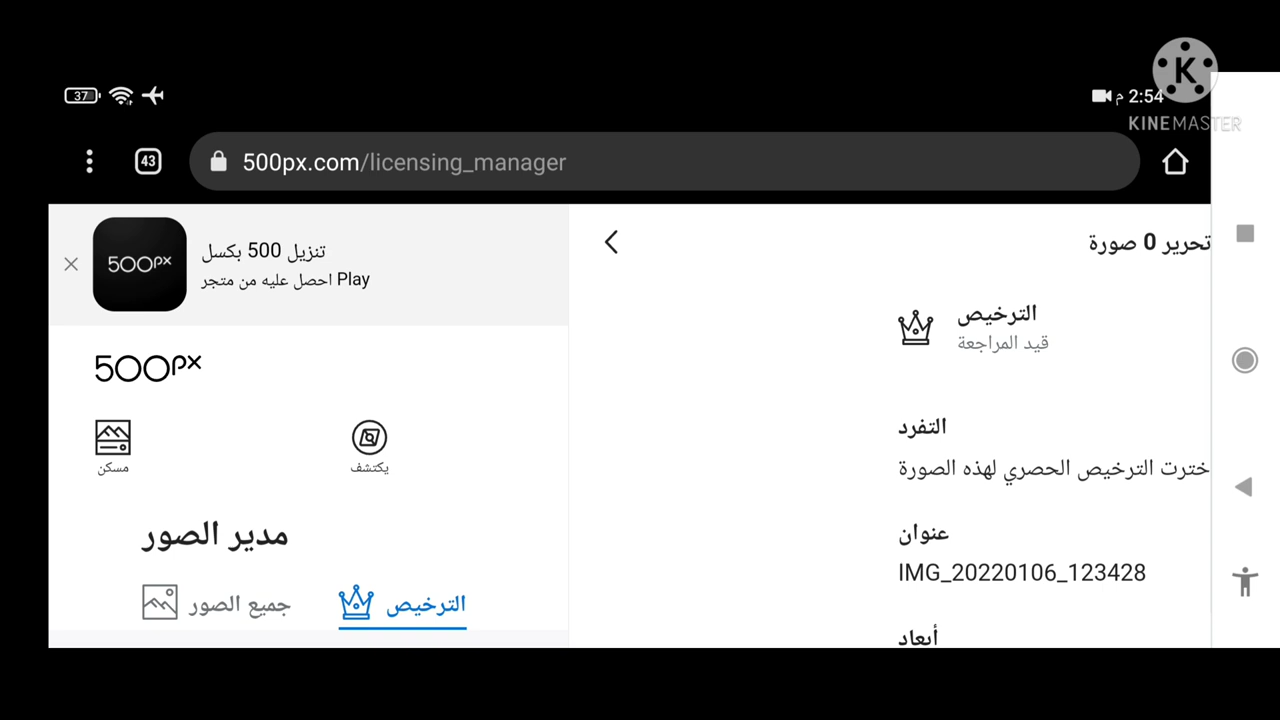 37
2:54 م
KINEMASTER
43
500px.com/licensing_manager
500px
تنزيل 500 بكسل
احصل عليه من متجر Play
500px
مسكن
يكتشف
مدير الصور
جميع الصور
الترخيص
تحرير 0 صورة
الترخيص
قيد المراجعة
التفرد
خترت الترخيص الحصري لهذه الصورة
عنوان
IMG_20220106_123428
أبعاد